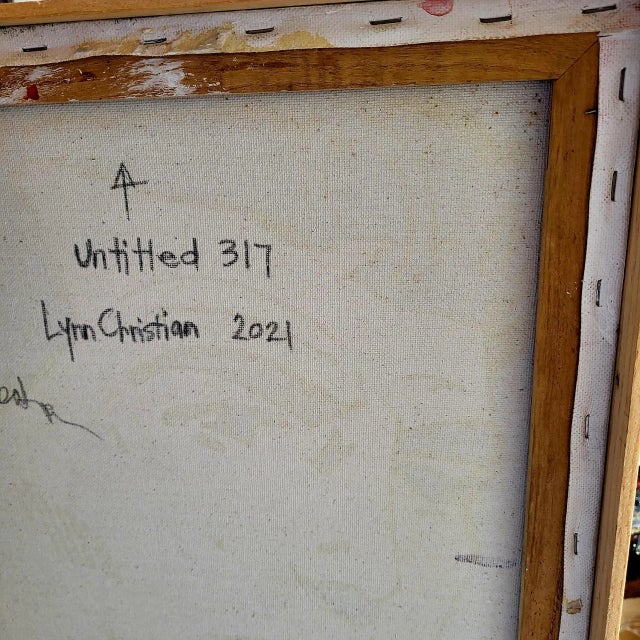 Untitled 317
Lynn Christian 2021